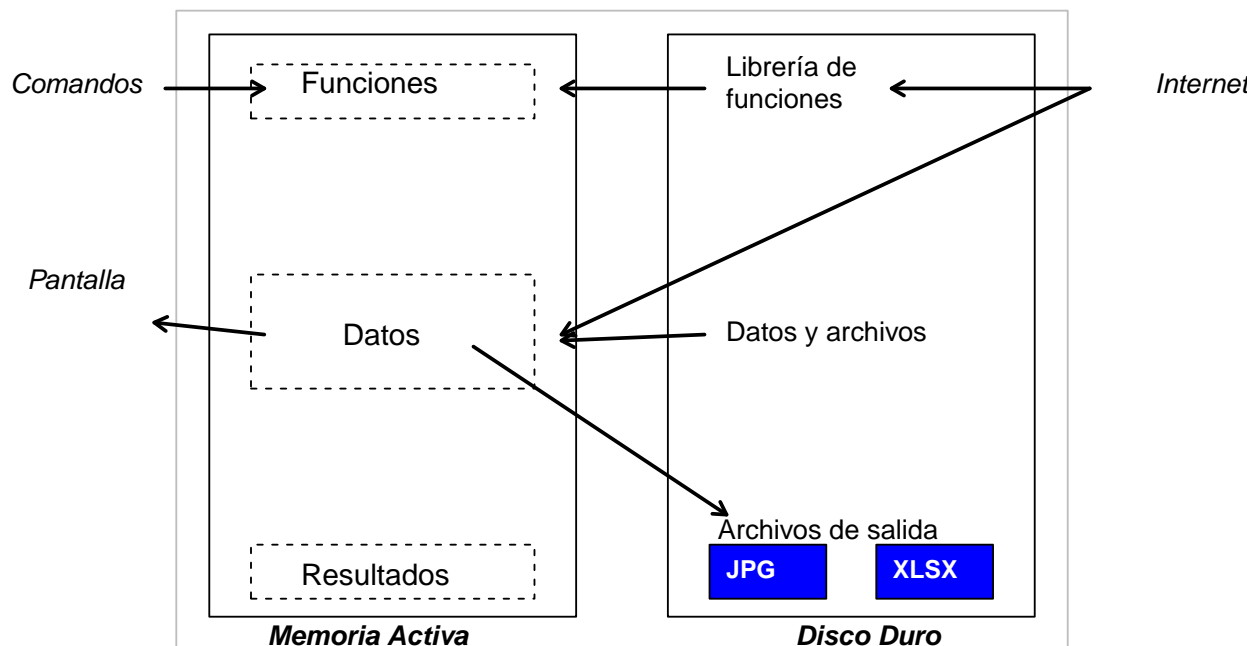 Comandos
Funciones
Librería de
funciones
Internet
Pantalla
Datos
Datos y archivos
Archivos de salida
Resultados
JPG
XLSX
Memoria Activa
Disco Duro